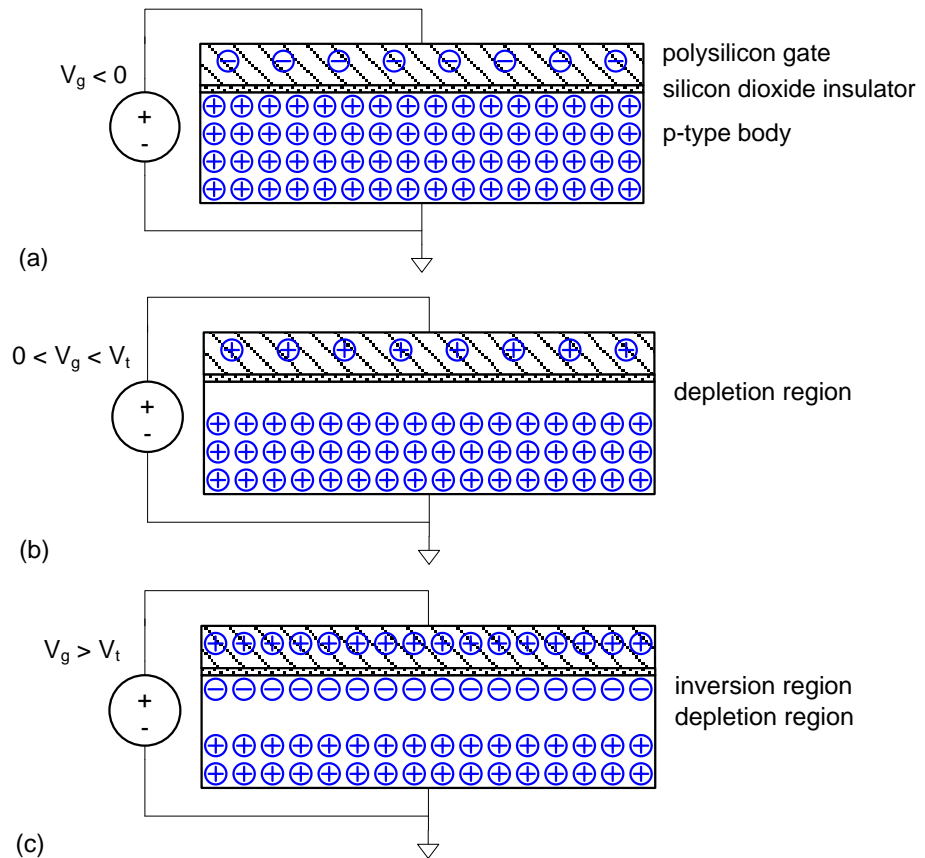 polysilicon gate
V_g < 0
silicon dioxide insulator
+
p-type body
-
(a)
0 < V_g < V_t
+
depletion region
-
(b)
V_g > V_t
+
inversion region
-
depletion region
(c)